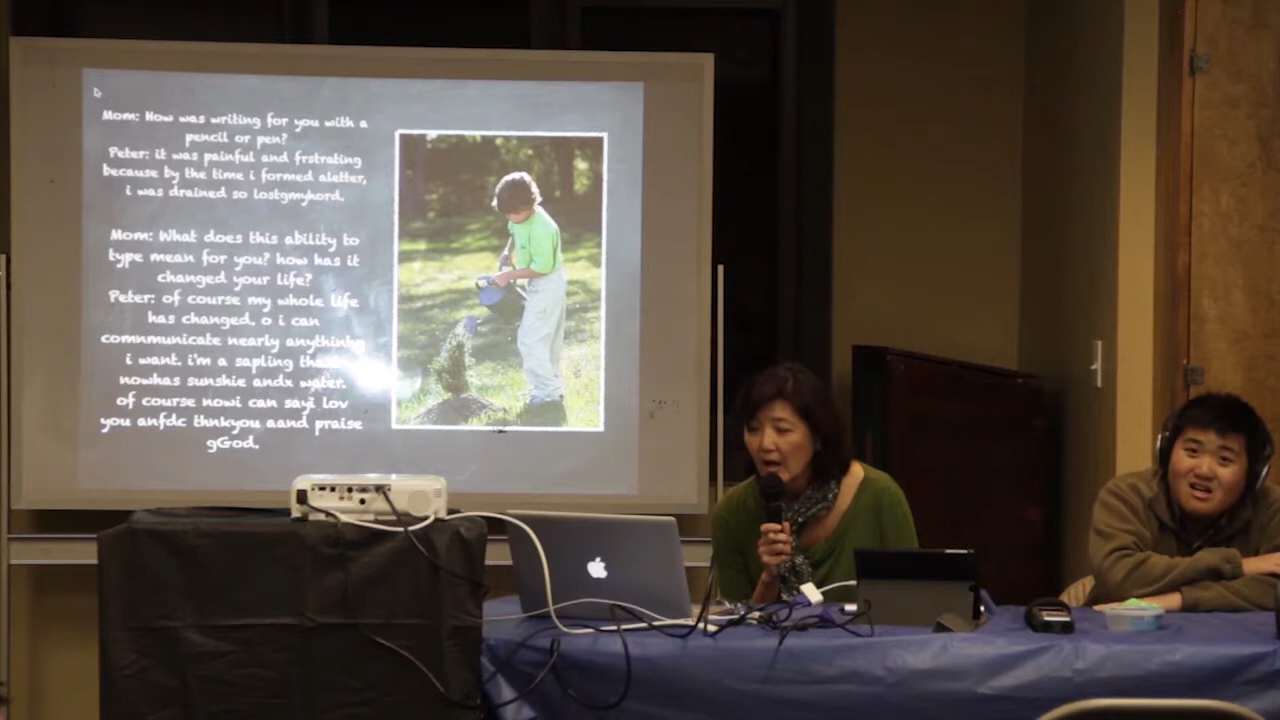 Mom: How was writing for you with a
pencil or pen?
Peter: it was painful and frstrating
because by the time i formed aletter,
i was drained so lostgmyhord.
Mom: What does this ability to
type mean for you? how has it
changed your life?
Peter: of course my whole life
has changed. o i can
comnmunicate nearly anythinhg
i want. i'm a sapling
nowhas sunshie andx water.
of course nowi can sayi lov
you anfdc thnkyou aand praise
gGod.